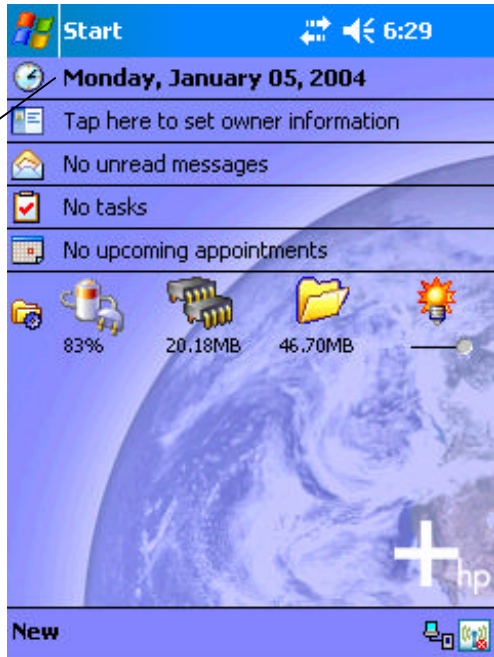 Start 6:29
Monday, January 05, 2004
Tap here to set owner information
No unread messages
No tasks
No upcoming appointments
83% 20.18MB 46.70MB
hp
New